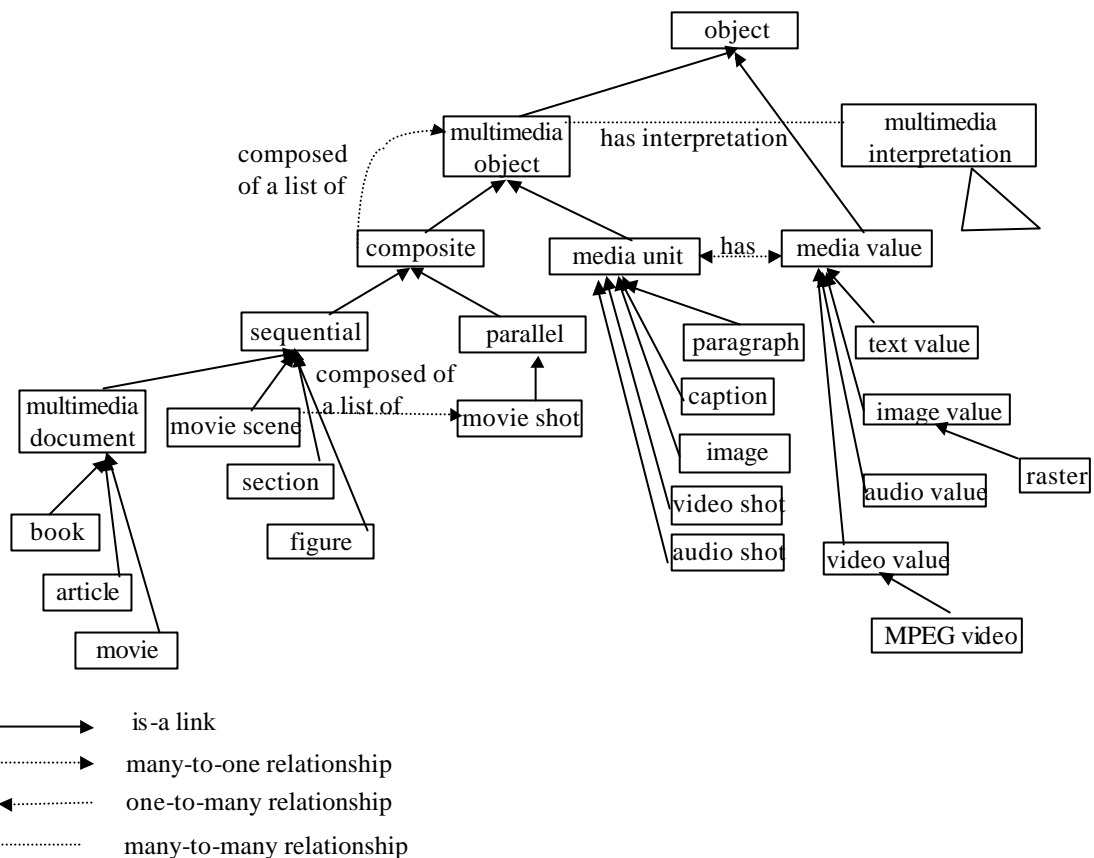 object
multimedia
object
has interpretation
multimedia
interpretation
composed
of a list of
composite
media unit
has
media value
sequential
parallel
paragraph
text value
composed of
a list of
multimedia
document
movie scene
movie shot
caption
image value
section
image
raster
book
figure
video shot
audio value
audio shot
video value
article
movie
MPEG video
is-a link
many-to-one relationship
one-to-many relationship
many-to-many relationship